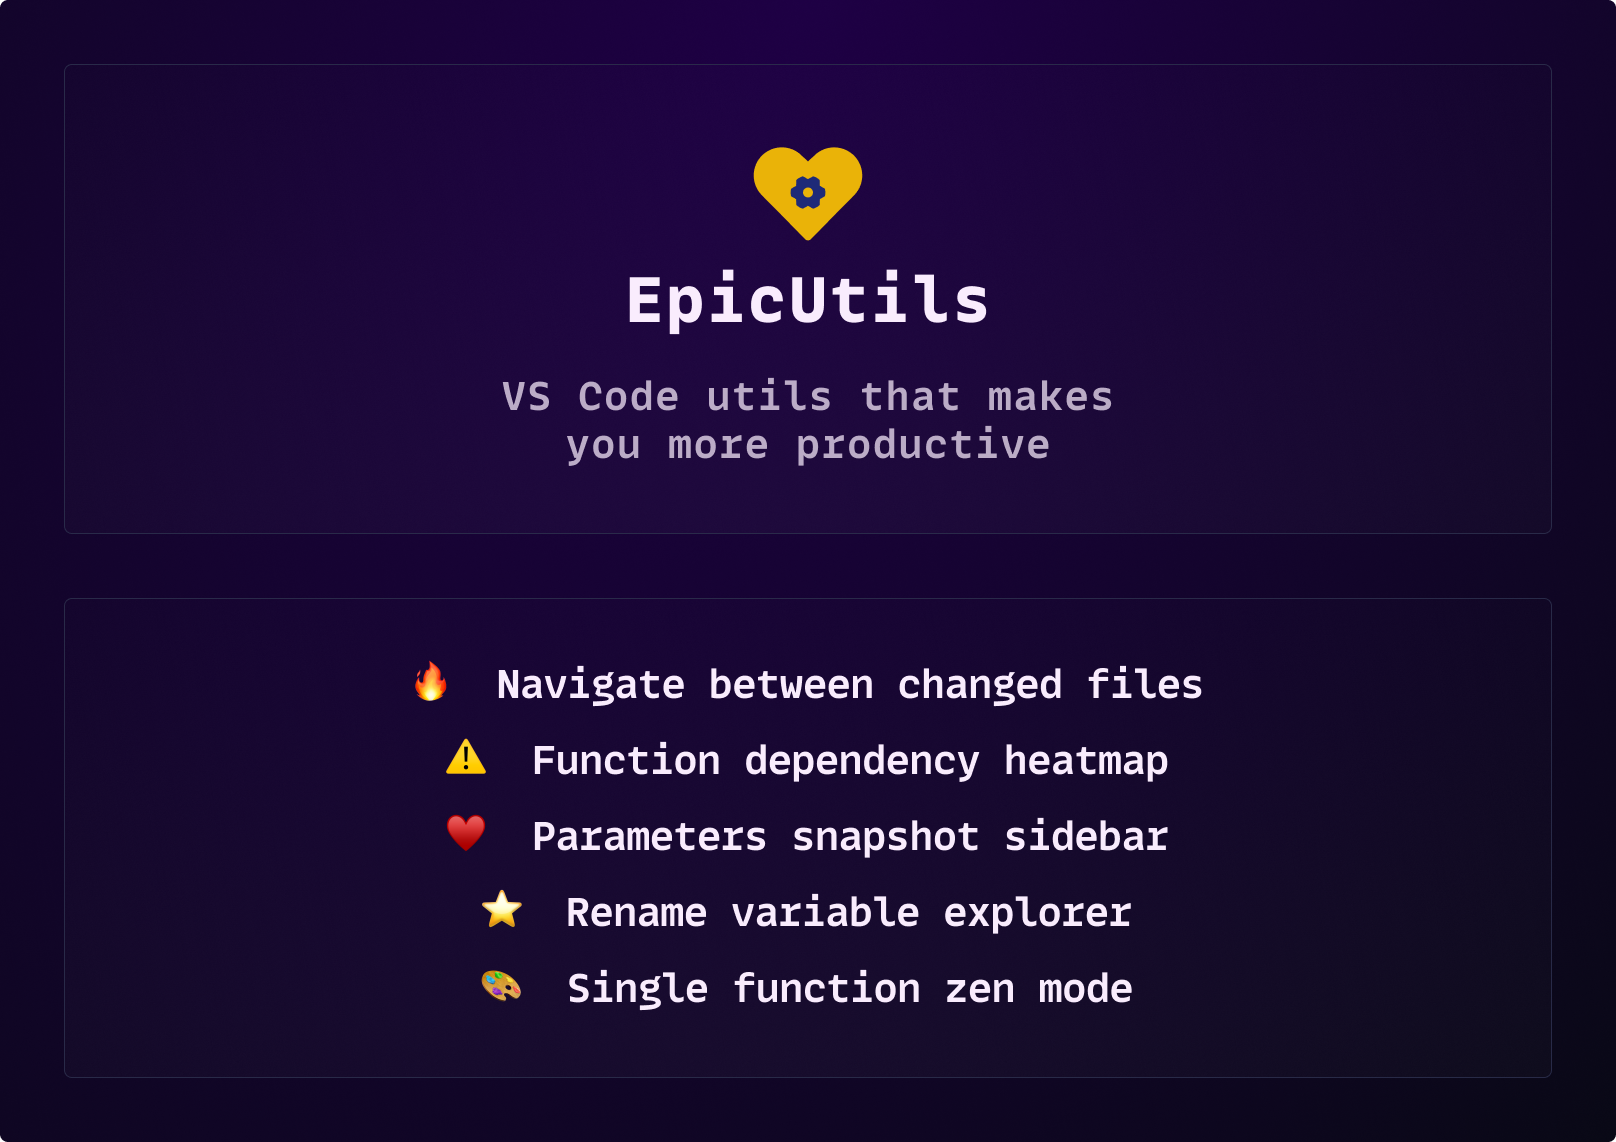 EpicUtils
VS Code utils that makes
you more productive
🔥 Navigate between changed files
⚠️ Function dependency heatmap
♥️ Parameters snapshot sidebar
⭐ Rename variable explorer
🎨 Single function zen mode